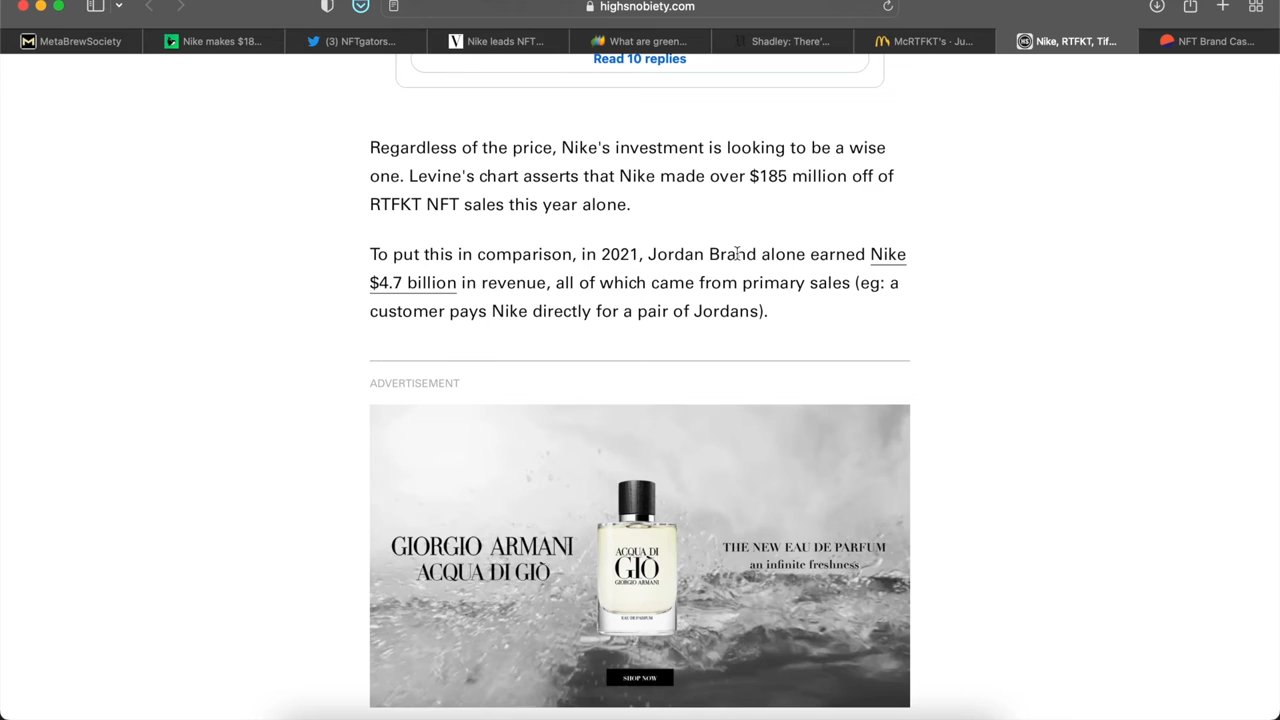 highsnobiety.com
MetaBrewSociety
Nike makes $18...
(3) NFTgators...
Nike leads NFT...
What are green...
Shadley: There'...
McRTFKT's · Ju...
Nike, RTFKT, Tif...
NFT Brand Cas...
Read 10 replies
Regardless of the price, Nike's investment is looking to be a wise
one. Levine's chart asserts that Nike made over $185 million off of
RTFKT NFT sales this year alone.
To put this in comparison, in 2021, Jordan Brand alone earned Nike
$4.7 billion in revenue, all of which came from primary sales (eg: a
customer pays Nike directly for a pair of Jordans).
ADVERTISEMENT
GIORGIO ARMANI
ACQUA DI GIÒ
ACQUA DI
GIÒ
GIORGIO ARMANI
EAU DE PARFUM
THE NEW EAU DE PARFUM
an infinite freshness
SHOP NOW